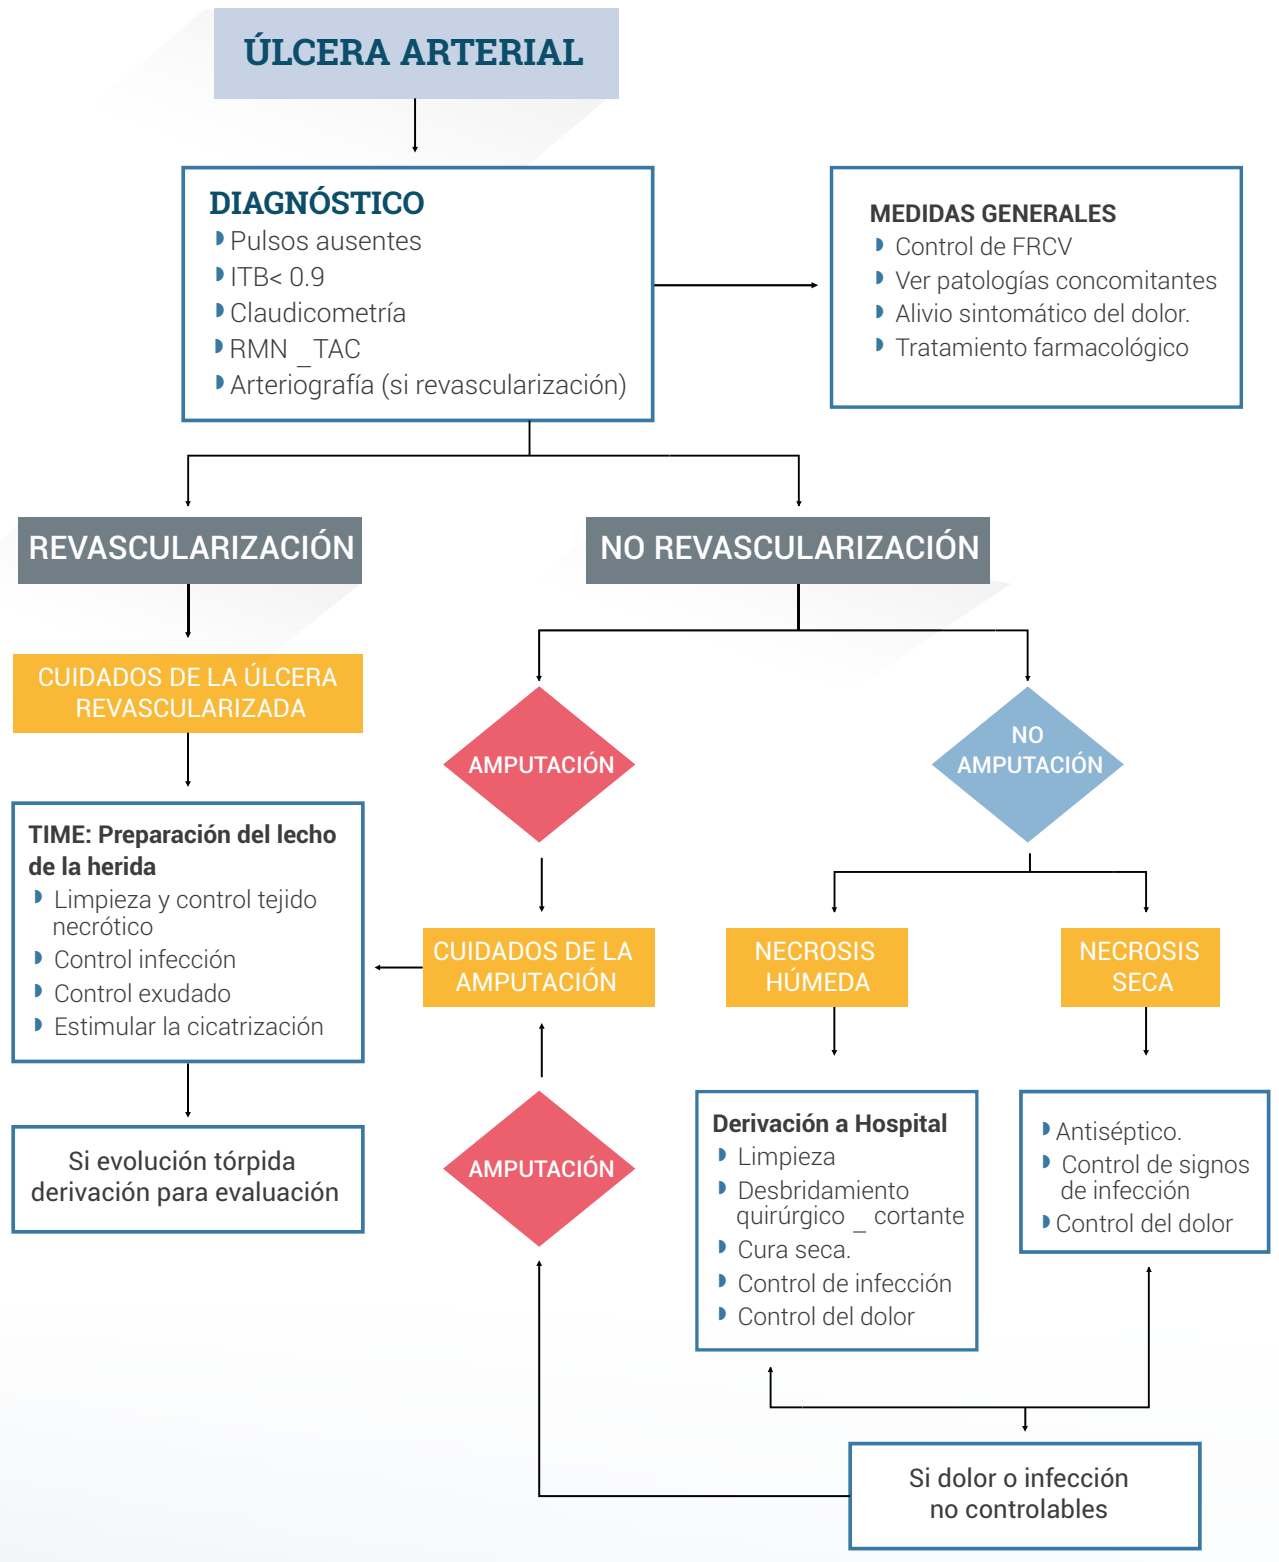 ÚLCERA ARTERIAL
DIAGNÓSTICO
Pulsos ausentes
ITB< 0.9
Claudicometría
RMN _ TAC
Arteriografía (si revascularización)
MEDIDAS GENERALES
Control de FRCV
Ver patologías concomitantes
Alivio sintomático del dolor.
Tratamiento farmacológico
REVASCULARIZACIÓN
NO REVASCULARIZACIÓN
CUIDADOS DE LA ÚLCERA
REVASCULARIZADA
AMPUTACIÓN
NO
AMPUTACIÓN
TIME: Preparación del lecho
de la herida
Limpieza y control tejido
necrótico
Control infección
Control exudado
Estimular la cicatrización
CUIDADOS DE LA
AMPUTACIÓN
NECROSIS
HÚMEDA
NECROSIS
SECA
Si evolución tórpida
derivación para evaluación
AMPUTACIÓN
Derivación a Hospital
Limpieza
Desbridamiento
quirúrgico _ cortante
Cura seca.
Control de infección
Control del dolor
Antiséptico.
Control de signos
de infección
Control del dolor
Si dolor o infección
no controlables